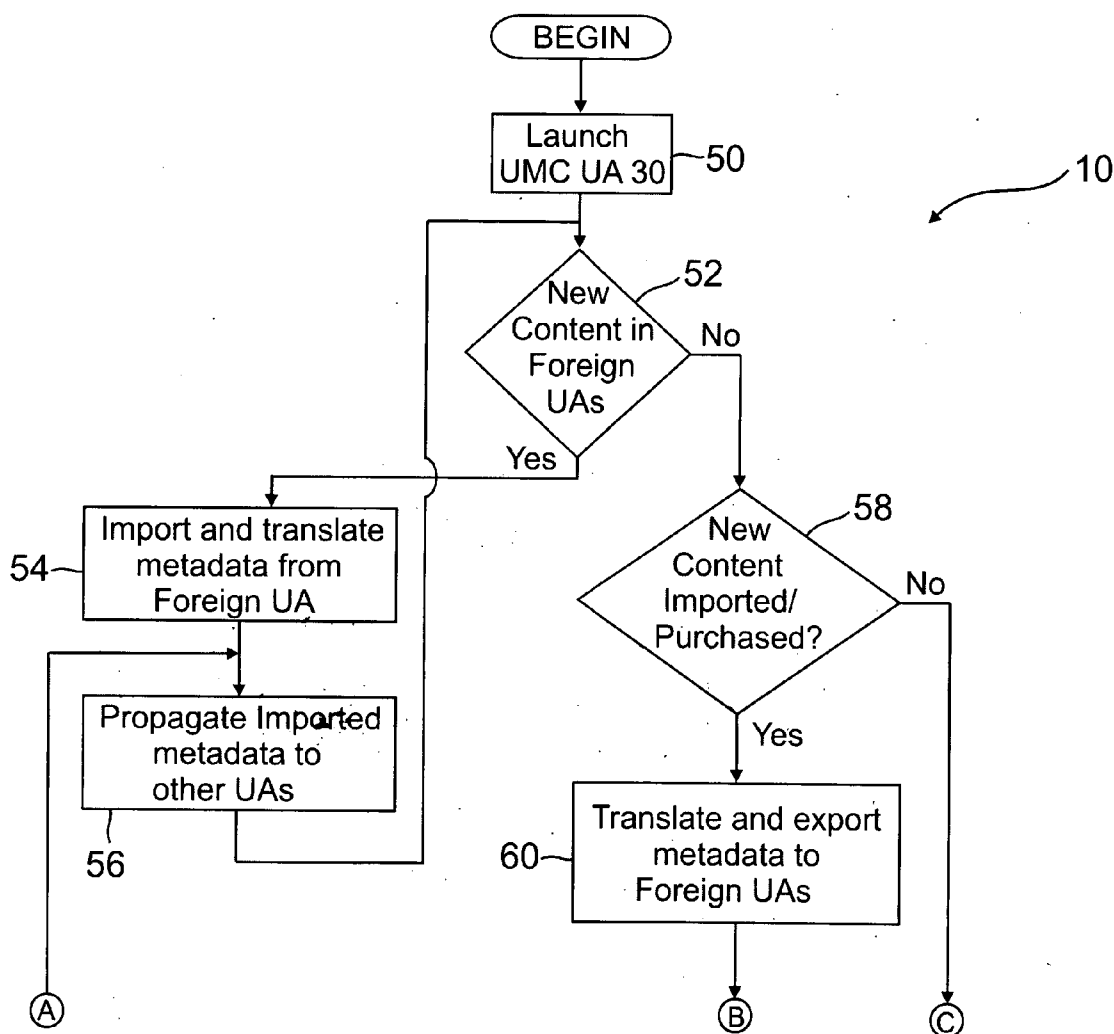 BEGIN
Launch
UMC UA 30
50
10
New
Content in
Foreign
UAs
52
No
Yes
Import and translate
metadata from
Foreign UA
54
New
Content
Imported/
Purchased?
58
No
Propagate Imported
metadata to
other UAs
56
Yes
Translate and export
metadata to
Foreign UAs
60
A
B
C